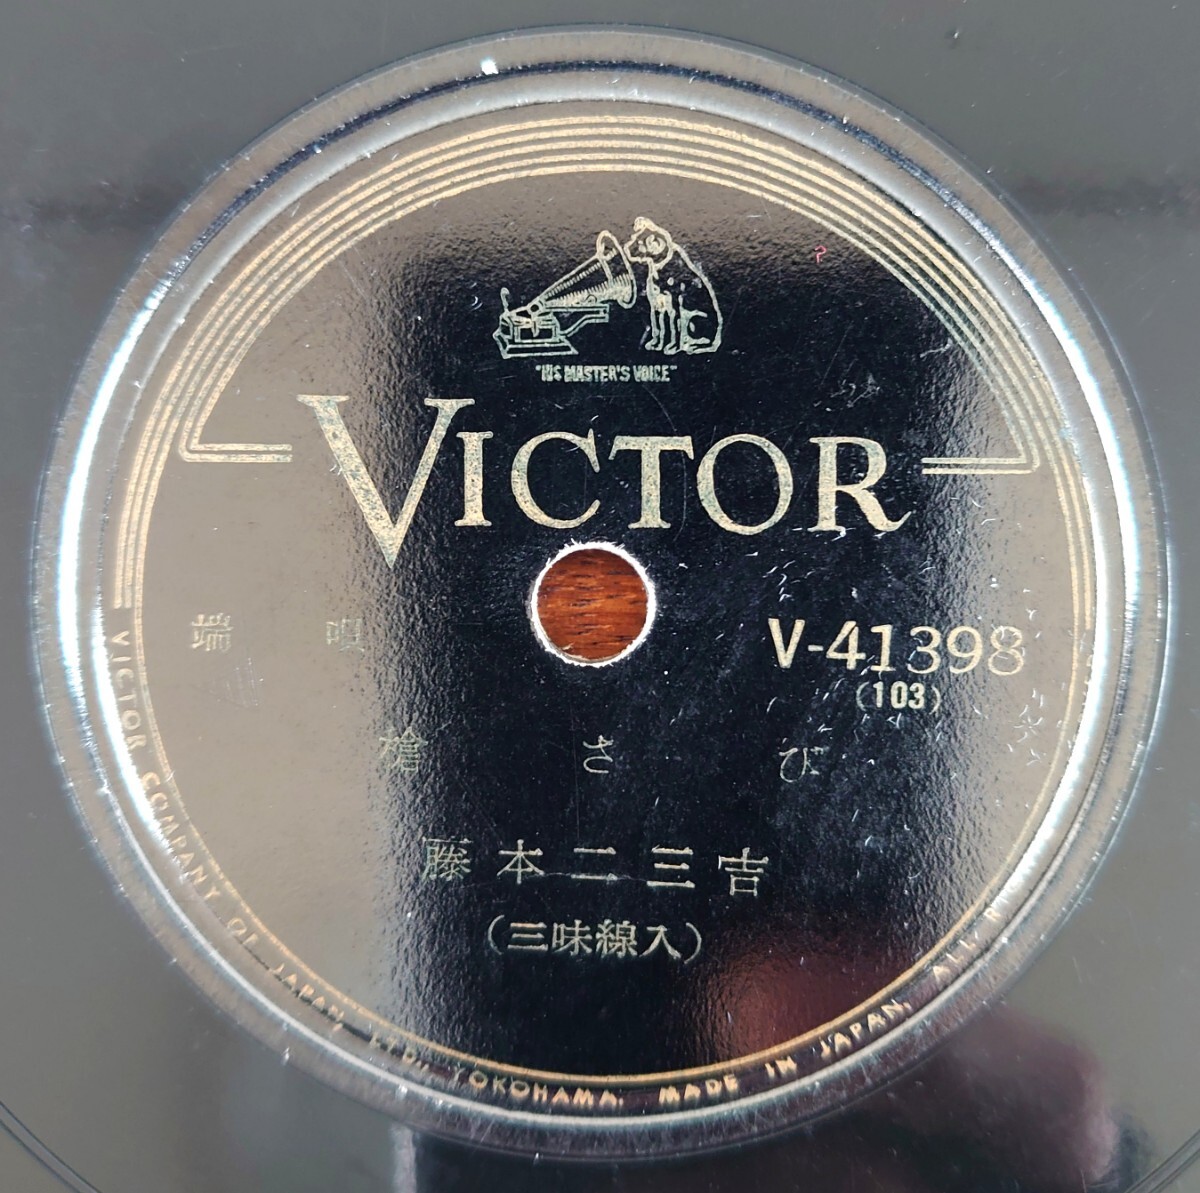 "HIS MASTER'S VOICE"
VICTOR
端唄
V-41398
(103)
槍さび
藤本二三吉
(三味線入)
VICTOR COMPANY OF JAPAN, LTD., YOKOHAMA. MADE IN JAPAN, ALL R